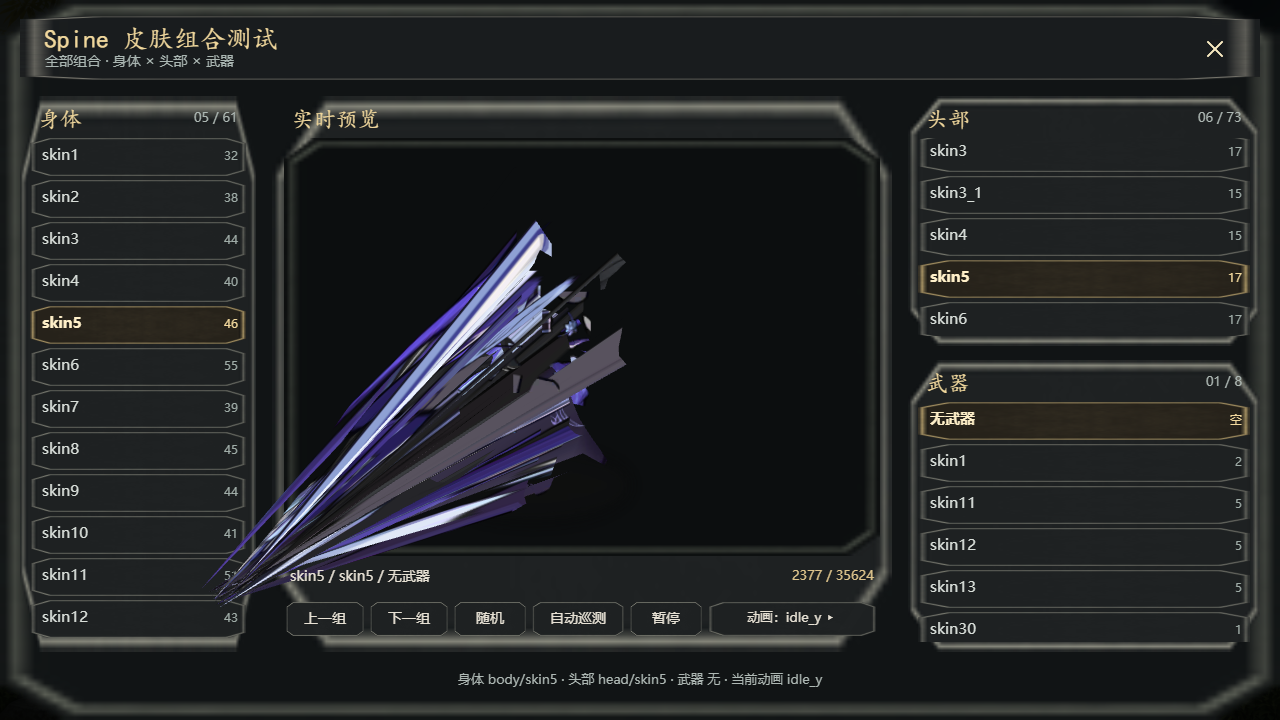 Spine 皮肤组合测试
全部组合 · 身体 × 头部 × 武器
身体 05 / 61
skin1 32
skin2 38
skin3 44
skin4 40
skin5 46
skin6 55
skin7 39
skin8 45
skin9 44
skin10 41
skin11
skin12 43
实时预览
skin5 / skin5 / 无武器 2377 / 35624
上一组 下一组 随机 自动巡测 暂停 动画: idle_y ▸
头部 06 / 73
skin3 17
skin3_1 15
skin4 15
skin5 17
skin6 17
武器 01 / 8
无武器 空
skin1 2
skin11 5
skin12 5
skin13 5
skin30 1
身体 body/skin5 · 头部 head/skin5 · 武器 无 · 当前动画 idle_y